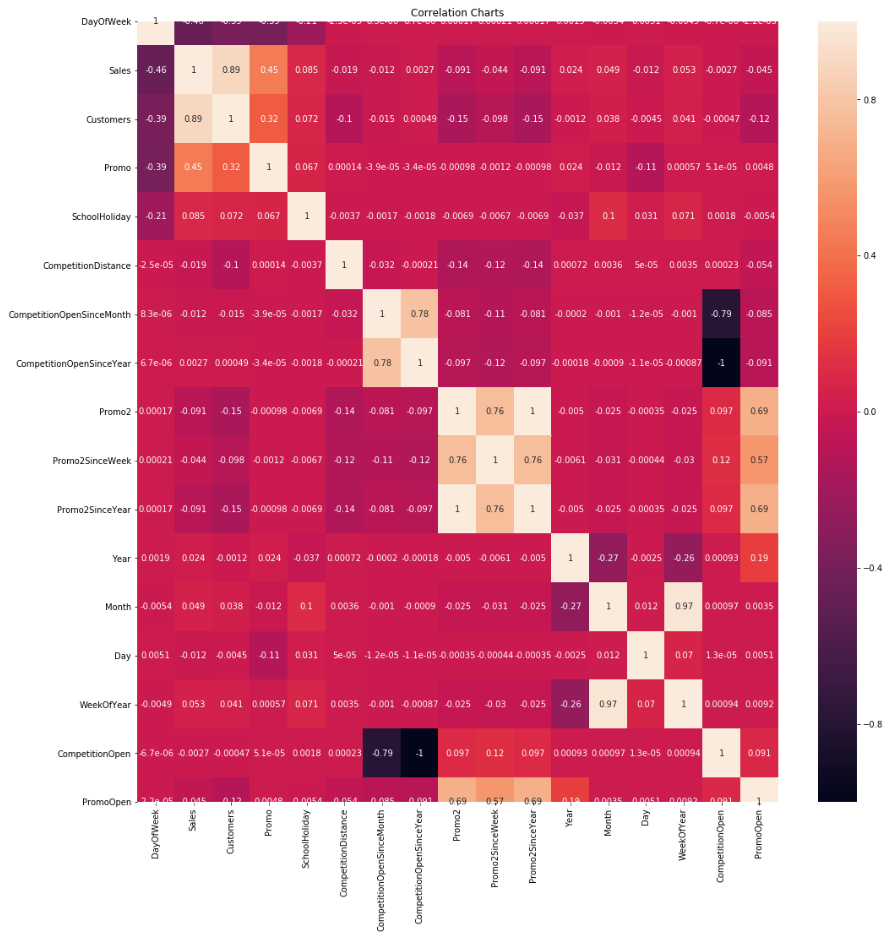 Correlation Charts
DayOfWeek 1
Sales -0.46 1 0.89 0.45 0.085 -0.019 -0.012 0.0027 -0.091 -0.044 -0.091 0.024 0.049 -0.012 0.053 -0.0027 -0.045
Customers -0.39 0.89 1 0.32 0.072 -0.1 -0.015 0.00049 -0.15 -0.098 -0.15 -0.0012 0.038 -0.0045 0.041 -0.00047 -0.12
Promo -0.39 0.45 0.32 1 0.067 0.00014 -3.9e-05 -3.4e-05 -0.00098 -0.0012 -0.00098 0.024 -0.012 -0.11 0.00057 5.1e-05 0.0048
SchoolHoliday -0.21 0.085 0.072 0.067 1 -0.0037 -0.0017 -0.0018 -0.0069 -0.0067 -0.0069 -0.037 0.1 0.031 0.071 0.0018 -0.0054
CompetitionDistance -2.5e-05 -0.019 -0.1 0.00014 -0.0037 1 -0.032 -0.00021 -0.14 -0.12 -0.14 0.00072 0.0036 5e-05 0.0035 0.00023 -0.054
CompetitionOpenSinceMonth 8.3e-06 -0.012 -0.015 -3.9e-05 -0.0017 -0.032 1 0.78 -0.081 -0.11 -0.081 -0.0002 -0.001 -1.2e-05 -0.001 -0.79 -0.085
CompetitionOpenSinceYear 6.7e-06 0.0027 0.00049 -3.4e-05 -0.0018 -0.00021 0.78 1 -0.097 -0.12 -0.097 -0.00018 -0.0009 -1.1e-05 -0.00087 -1 -0.091
Promo2 0.00017 -0.091 -0.15 -0.00098 -0.0069 -0.14 -0.081 -0.097 1 0.76 1 -0.005 -0.025 -0.00035 -0.025 0.097 0.69
Promo2SinceWeek 0.00021 -0.044 -0.098 -0.0012 -0.0067 -0.12 -0.11 -0.12 0.76 1 0.76 -0.0061 -0.031 -0.00044 -0.03 0.12 0.57
Promo2SinceYear 0.00017 -0.091 -0.15 -0.00098 -0.0069 -0.14 -0.081 -0.097 1 0.76 1 -0.005 -0.025 -0.00035 -0.025 0.097 0.69
Year 0.0019 0.024 -0.0012 0.024 -0.037 0.00072 -0.0002 -0.00018 -0.005 -0.0061 -0.005 1 -0.27 -0.0025 -0.26 0.00093 0.19
Month -0.0054 0.049 0.038 -0.012 0.1 0.0036 -0.001 -0.0009 -0.025 -0.031 -0.025 -0.27 1 0.012 0.97 0.00097 0.0035
Day 0.0051 -0.012 -0.0045 -0.11 0.031 5e-05 -1.2e-05 -1.1e-05 -0.00035 -0.00044 -0.00035 -0.0025 0.012 1 0.07 1.3e-05 0.0051
WeekOfYear -0.0049 0.053 0.041 0.00057 0.071 0.0035 -0.001 -0.00087 -0.025 -0.03 -0.025 -0.26 0.97 0.07 1 0.00094 0.0092
CompetitionOpen -6.7e-06 -0.0027 -0.00047 5.1e-05 0.0018 0.00023 -0.79 -1 0.097 0.12 0.097 0.00093 0.00097 1.3e-05 0.00094 1 0.091
PromoOpen 0.69 0.57 0.69 0.19 1
DayOfWeek
Sales
Customers
Promo
SchoolHoliday
CompetitionDistance
CompetitionOpenSinceMonth
CompetitionOpenSinceYear
Promo2
Promo2SinceWeek
Promo2SinceYear
Year
Month
Day
WeekOfYear
CompetitionOpen
PromoOpen
0.8
0.4
0.0
-0.4
-0.8